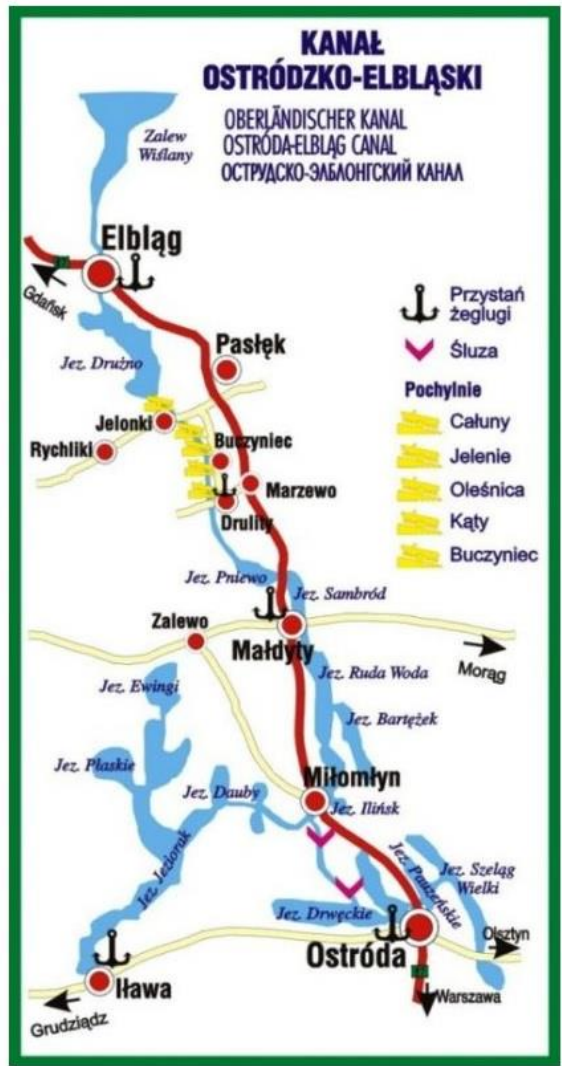 KANAŁ
OSTRÓDZKO-ELBLĄSKI
OBERLÄNDISCHER KANAL
OSTRÓDA-ELBLĄG CANAL
ОСТРУДСКО-ЭЛБЛОНГСКИЙ КАНАЛ
Zalew
Wiślany
Elbląg
Gdańsk
Przystań
żeglugi
Śluza
Pochylnie
Całuny
Jelenie
Oleśnica
Kąty
Buczyniec
Jez. Drużno
Pasłęk
Jelonki
Rychliki
Buczyniec
Marzewo
Drulity
Jez. Pniewo
Jez. Sambród
Zalewo
Małdyty
Morąg
Jez. Ewingi
Jez. Ruda Woda
Jez. Bartężek
Jez. Płaskie
Jez. Dauby
Miłomłyn
Jez. Ilińsk
Jez. Jeziorak
Jez. Pauzeńskie
Jez. Szeląg
Wielki
Jez. Drwęckie
Ostróda
Olsztyn
Iława
Grudziądz
Warszawa